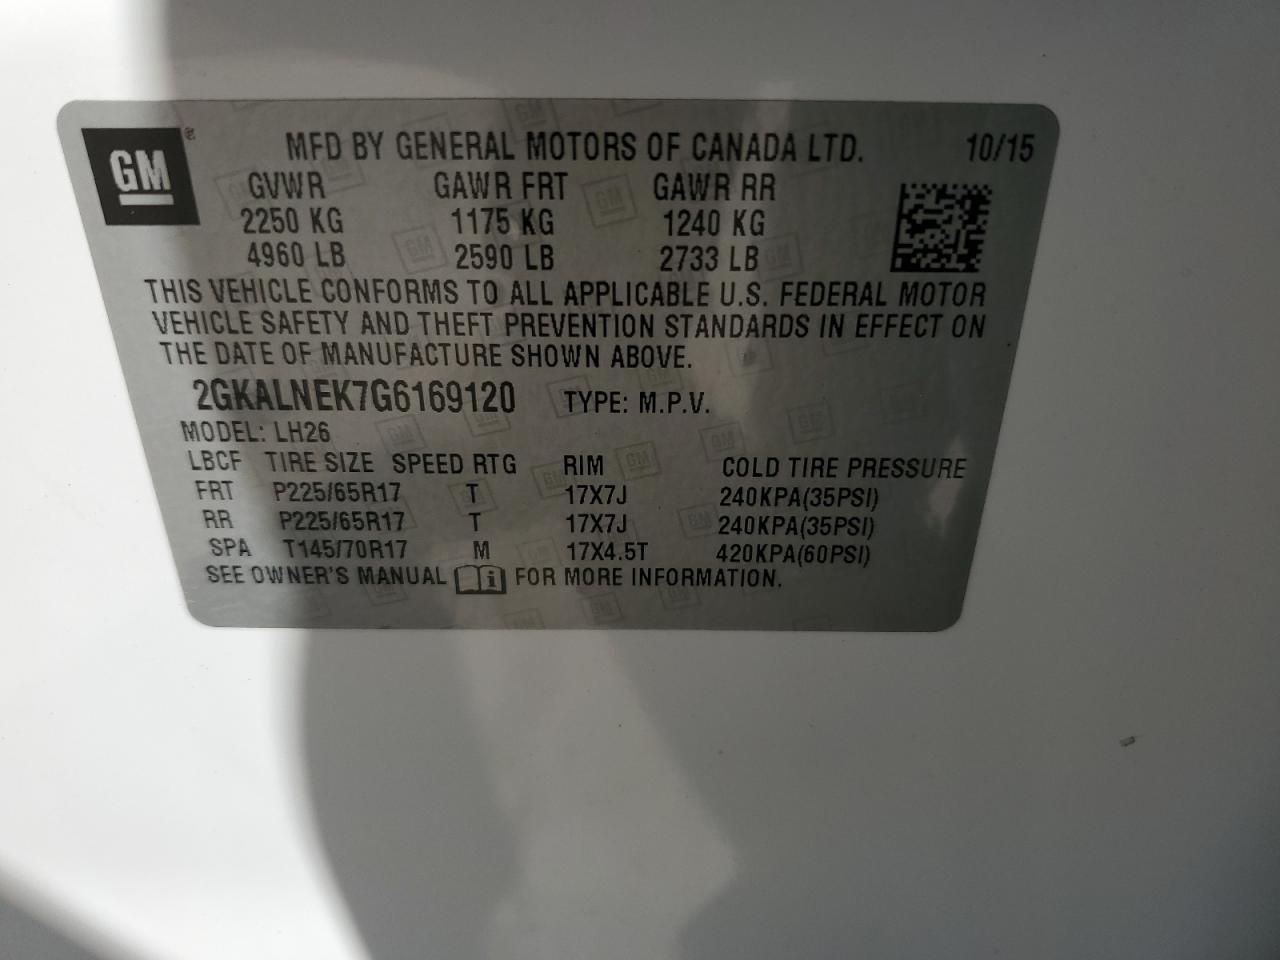 GM ® MFD BY GENERAL MOTORS OF CANADA LTD. 10/15
GVWR GAWR FRT GAWR RR
2250 KG 1175 KG 1240 KG
4960 LB 2590 LB 2733 LB
THIS VEHICLE CONFORMS TO ALL APPLICABLE U.S. FEDERAL MOTOR
VEHICLE SAFETY AND THEFT PREVENTION STANDARDS IN EFFECT ON
THE DATE OF MANUFACTURE SHOWN ABOVE.
2GKALNEK7G6169120 TYPE: M.P.V.
MODEL: LH26
LBCF TIRE SIZE SPEED RTG RIM COLD TIRE PRESSURE
FRT P225/65R17 T 17X7J 240KPA(35PSI)
RR P225/65R17 T 17X7J 240KPA(35PSI)
SPA T145/70R17 M 17X4.5T 420KPA(60PSI)
SEE OWNER'S MANUAL i FOR MORE INFORMATION.